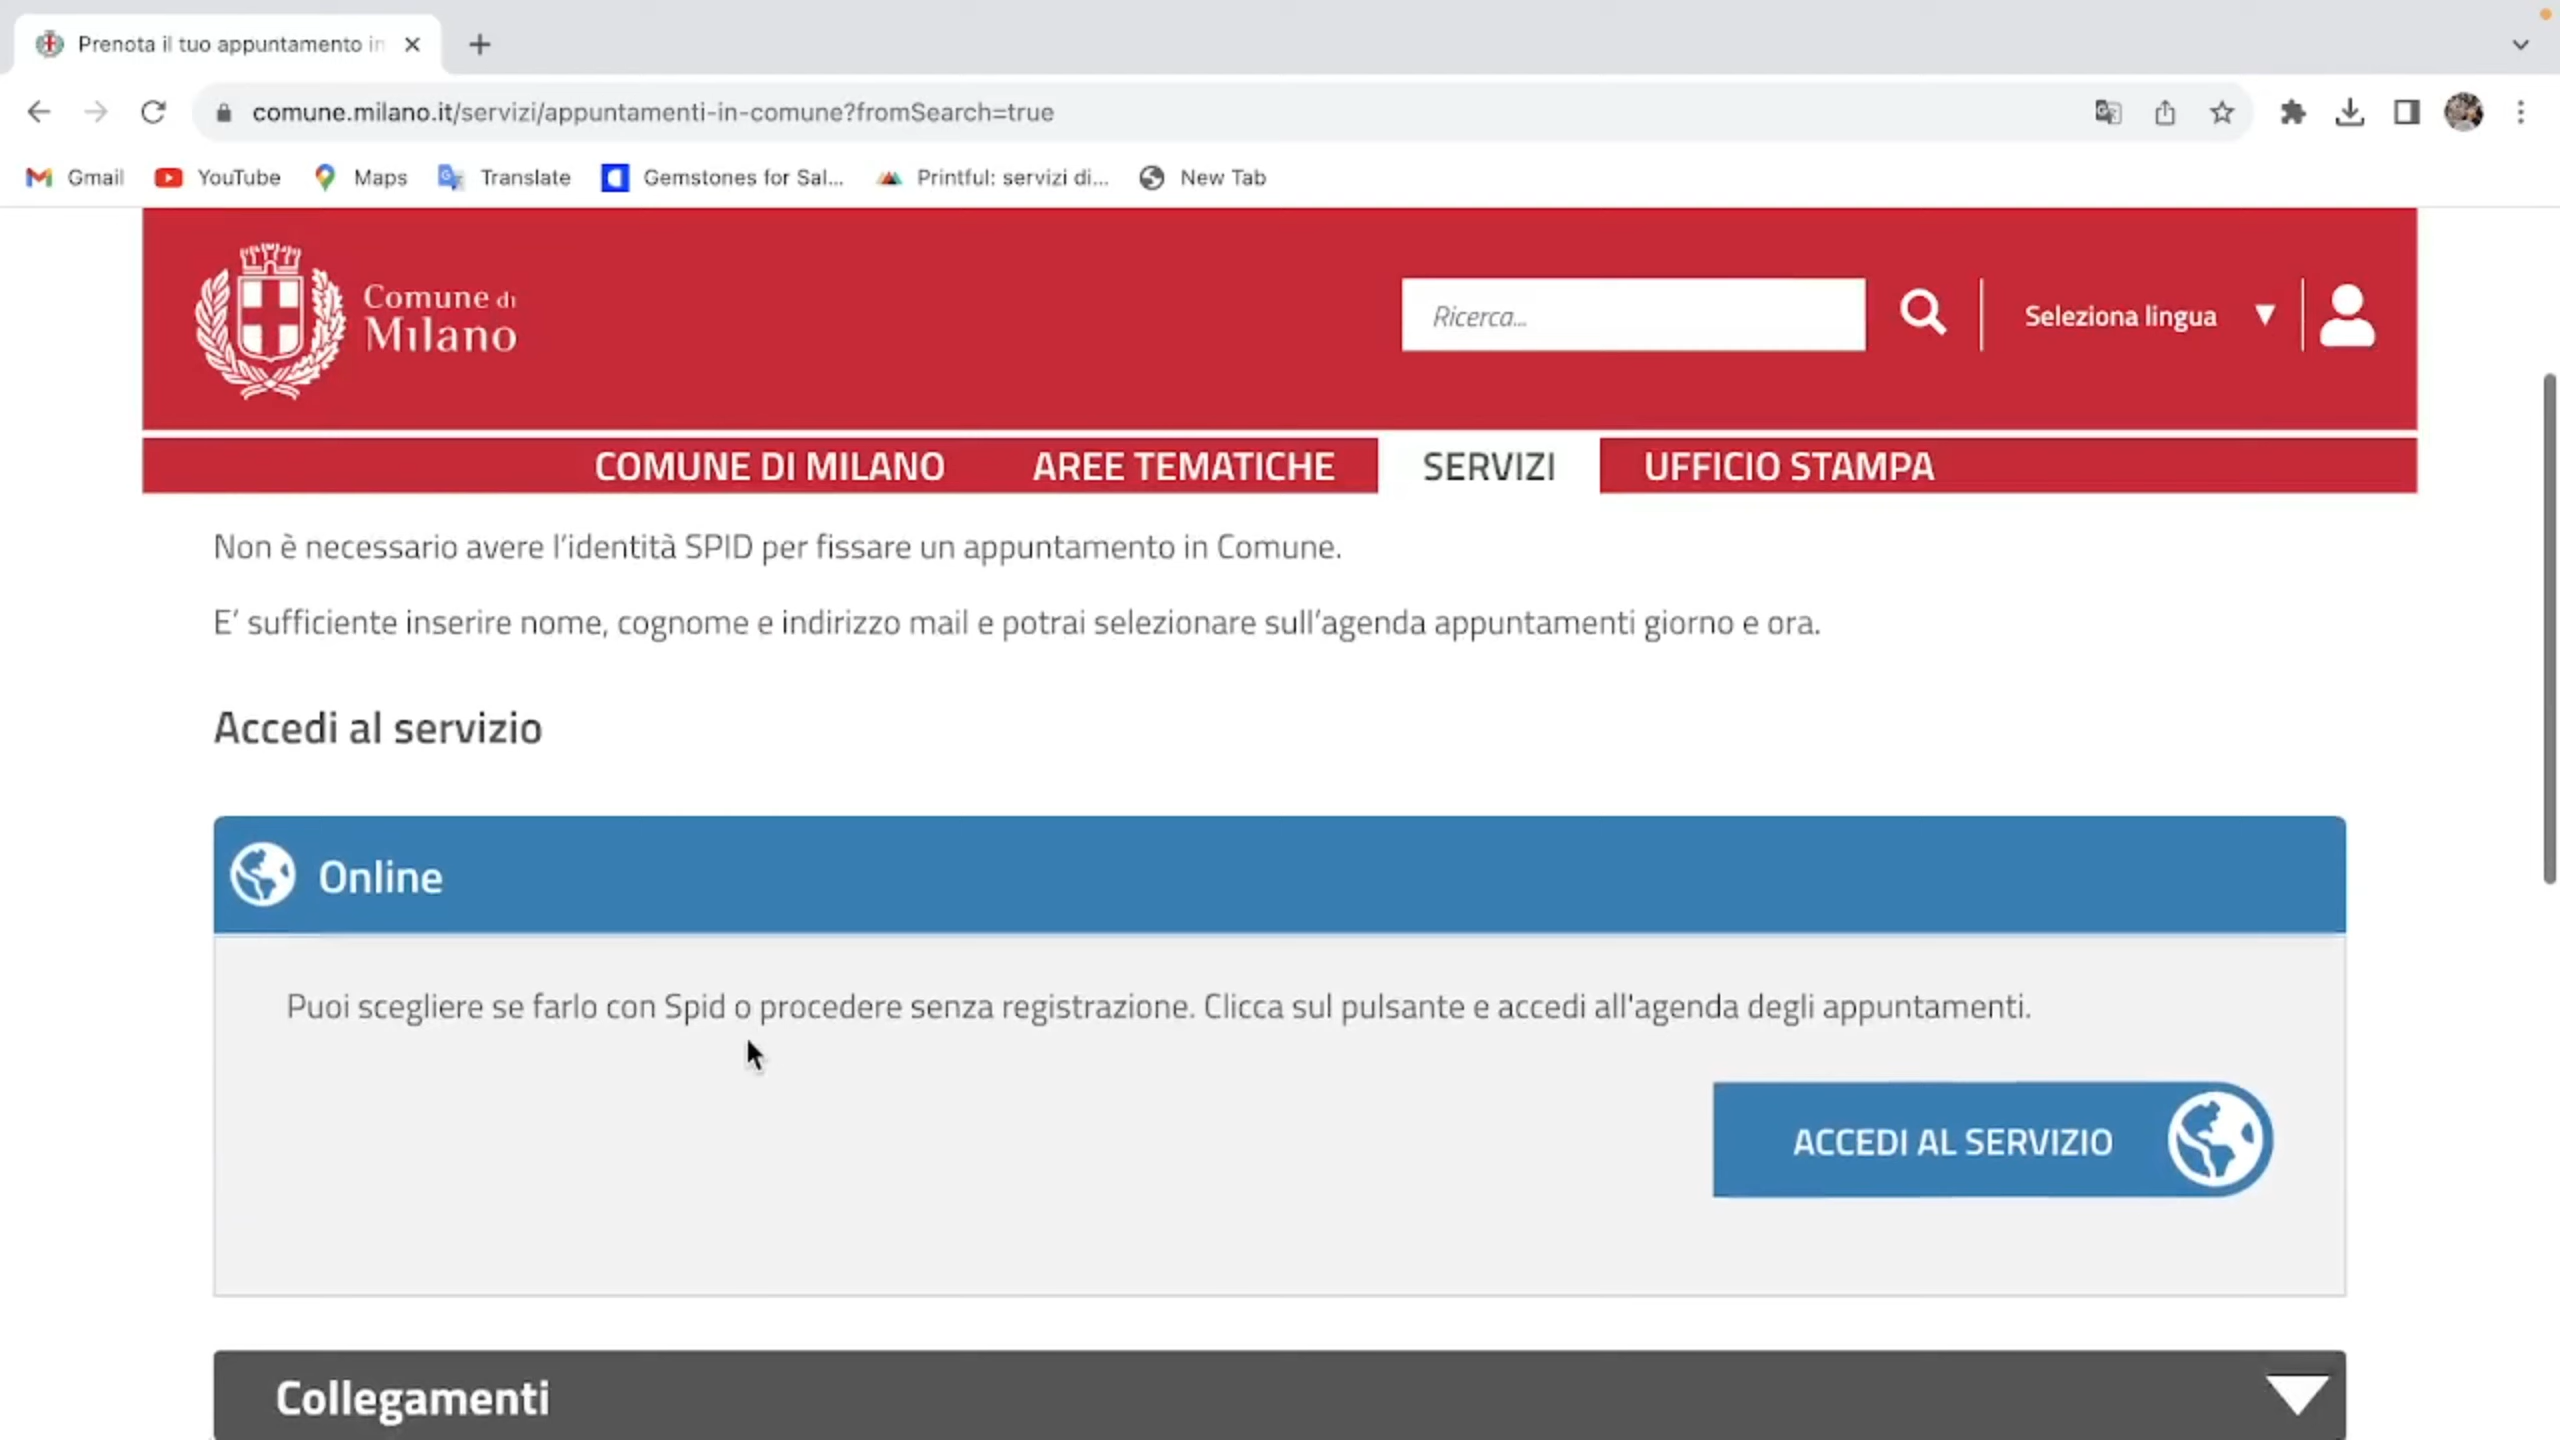 Prenota il tuo appuntamento in
comune.milano.it/servizi/appuntamenti-in-comune?fromSearch=true
Gmail YouTube Maps Translate Gemstones for Sal... Printful: servizi di... New Tab
Comune di
Milano
Ricerca...
Seleziona lingua
COMUNE DI MILANO AREE TEMATICHE SERVIZI UFFICIO STAMPA
Non è necessario avere l’identità SPID per fissare un appuntamento in Comune.
E’ sufficiente inserire nome, cognome e indirizzo mail e potrai selezionare sull’agenda appuntamenti giorno e ora.
Accedi al servizio
Online
Puoi scegliere se farlo con Spid o procedere senza registrazione. Clicca sul pulsante e accedi all'agenda degli appuntamenti.
ACCEDI AL SERVIZIO
Collegamenti